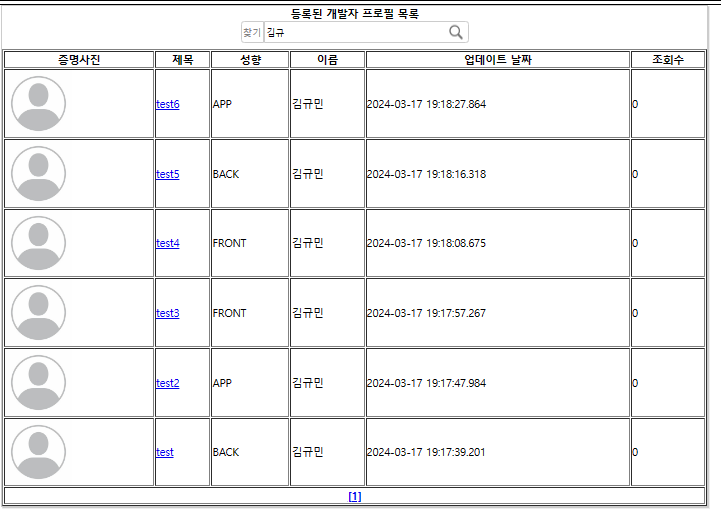 등록된 개발자 프로필 목록
찾기 김규
증명사진 제목 성향 이름 업데이트 날짜 조회수
test6 APP 김규민 2024-03-17 19:18:27.864 0
test5 BACK 김규민 2024-03-17 19:18:16.318 0
test4 FRONT 김규민 2024-03-17 19:18:08.675 0
test3 FRONT 김규민 2024-03-17 19:17:57.267 0
test2 APP 김규민 2024-03-17 19:17:47.984 0
test BACK 김규민 2024-03-17 19:17:39.201 0
[1]